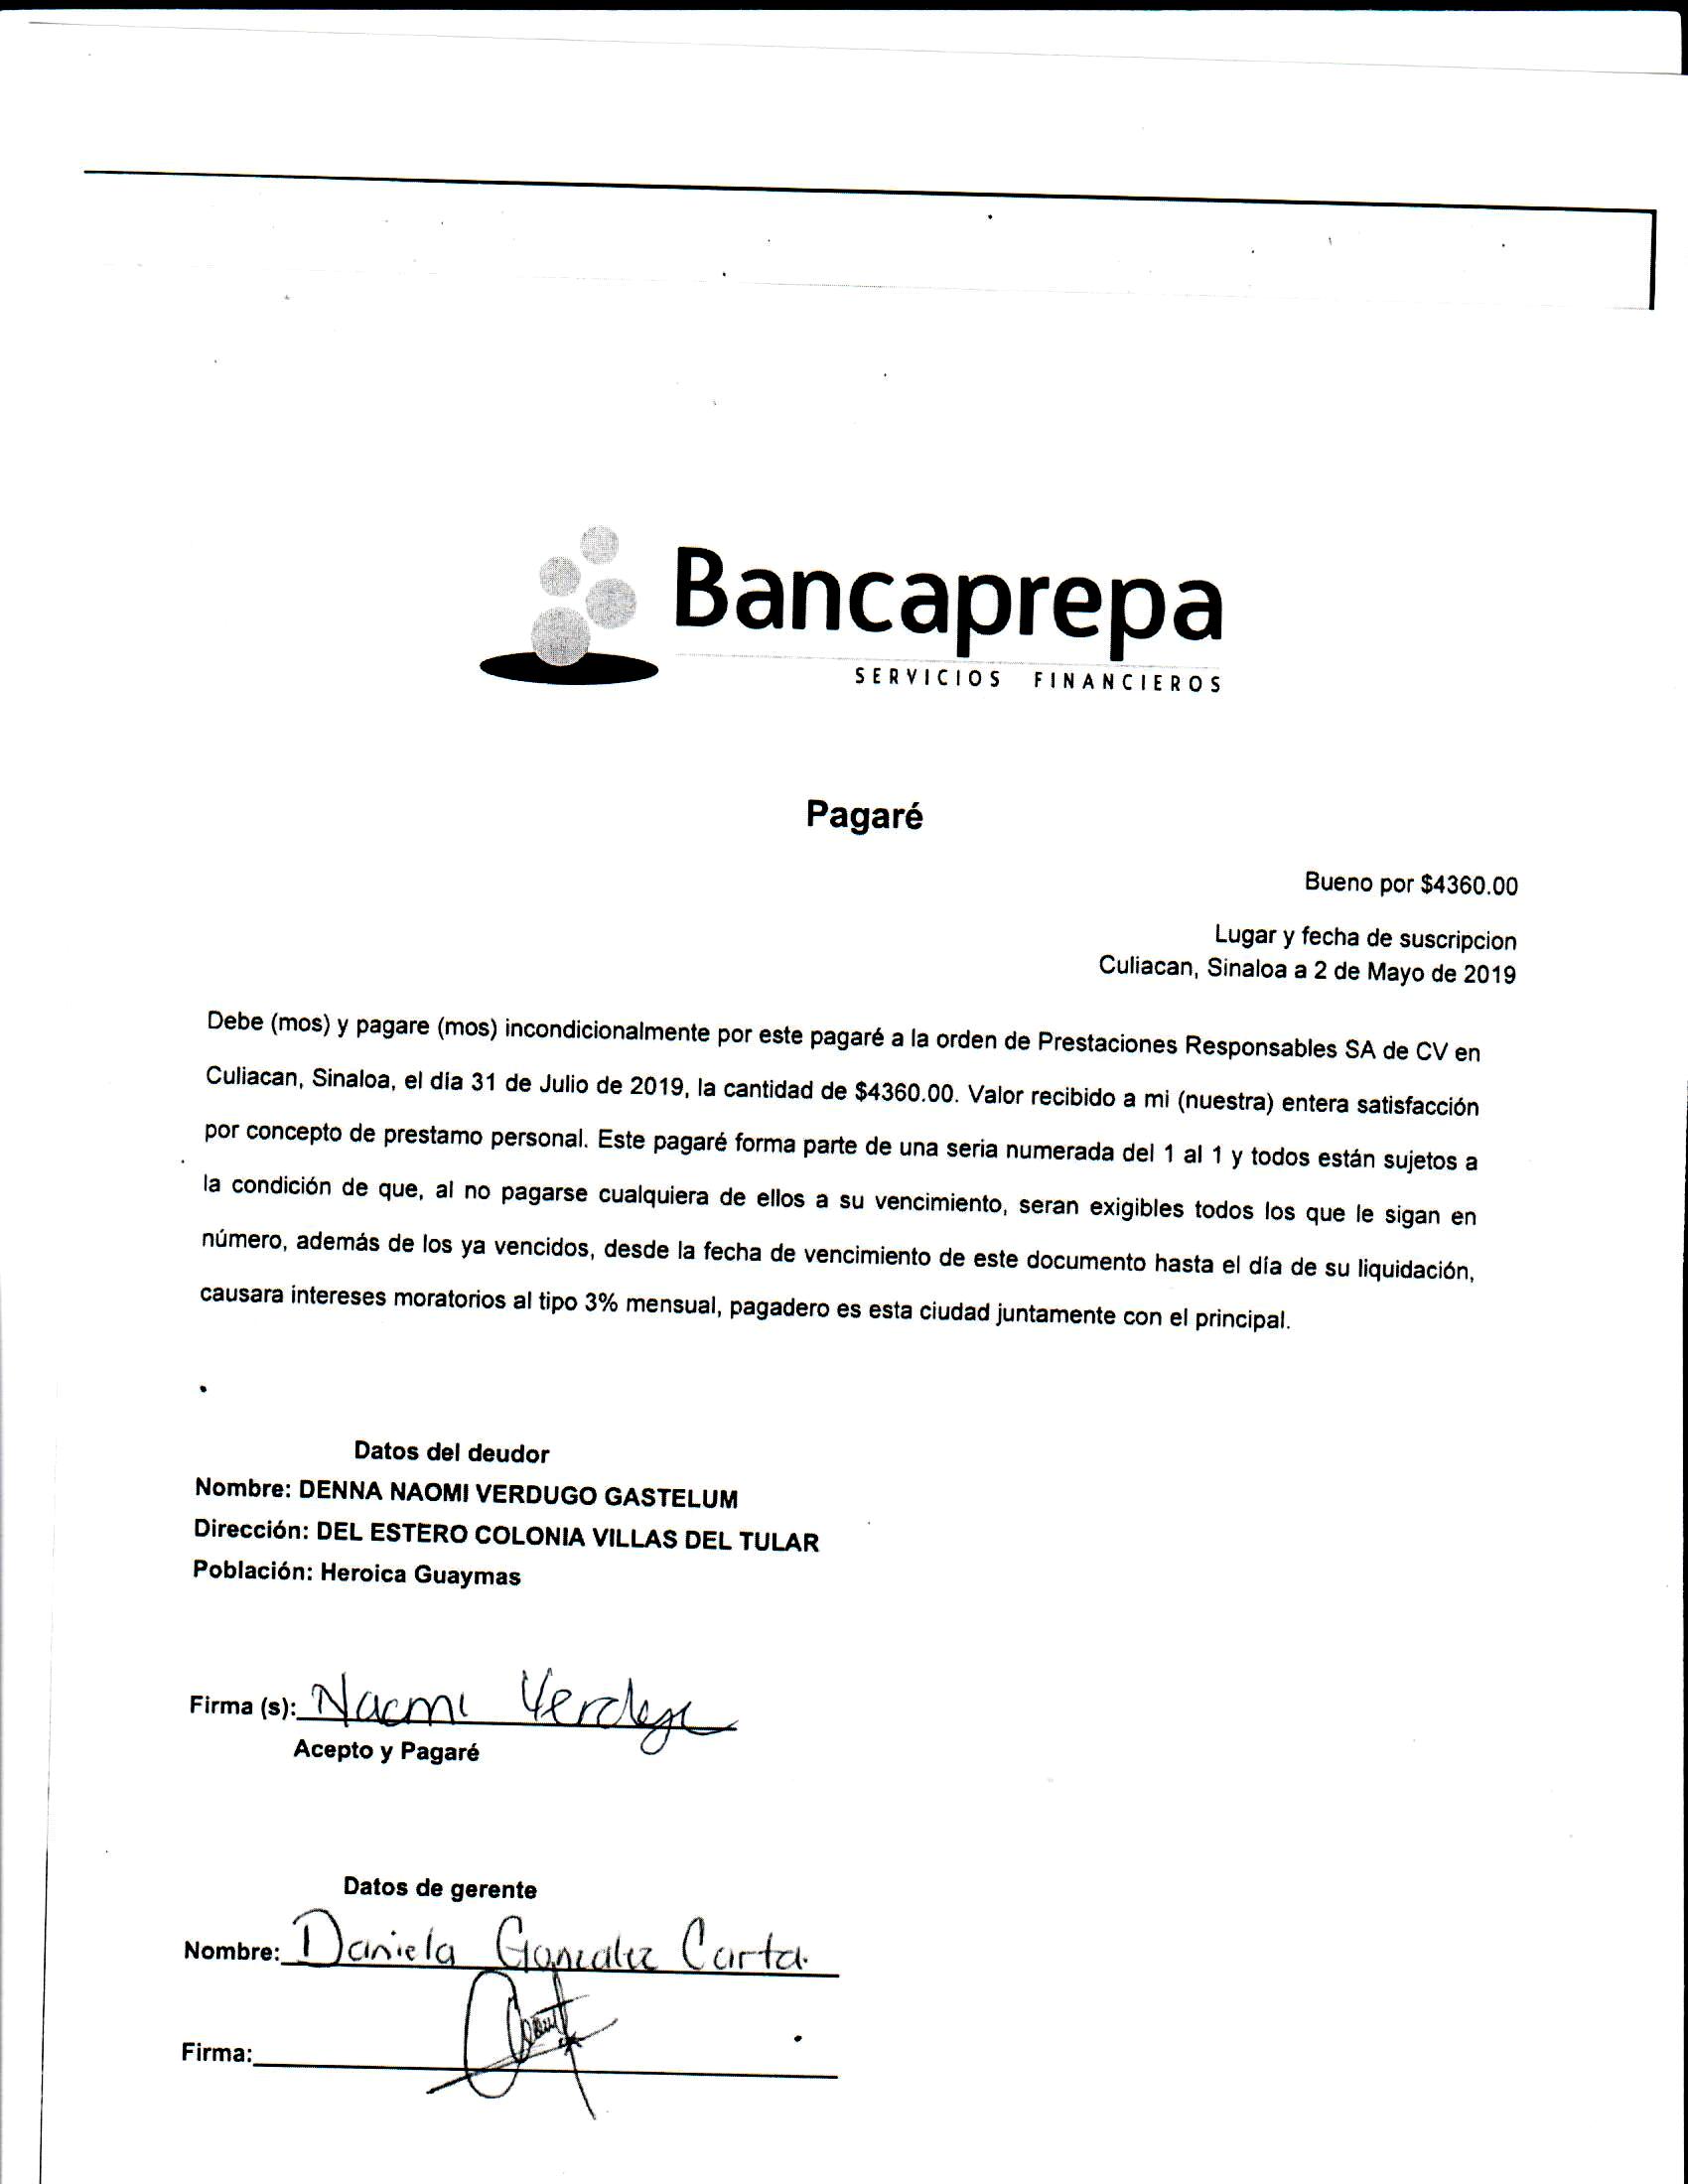 Bancaprepa
SERVICIOS FINANCIEROS
Pagaré
Bueno por $4360.00
Lugar y fecha de suscripcion
Culiacan, Sinaloa a 2 de Mayo de 2019
Debe (mos) y pagare (mos) incondicionalmente por este pagaré a la orden de Prestaciones Responsables SA de CV en
Culiacan, Sinaloa, el día 31 de Julio de 2019, la cantidad de $4360.00. Valor recibido a mi (nuestra) entera satisfacción
por concepto de prestamo personal. Este pagaré forma parte de una seria numerada del 1 al 1 y todos están sujetos a
la condición de que, al no pagarse cualquiera de ellos a su vencimiento, seran exigibles todos los que le sigan en
número, además de los ya vencidos, desde la fecha de vencimiento de este documento hasta el día de su liquidación,
causara intereses moratorios al tipo 3% mensual, pagadero es esta ciudad juntamente con el principal.
Datos del deudor
Nombre: DENNA NAOMI VERDUGO GASTELUM
Dirección: DEL ESTERO COLONIA VILLAS DEL TULAR
Población: Heroica Guaymas
Firma (s): Naomi Verdugo
Acepto y Pagaré
Datos de gerente
Nombre: Daniela Gonzalez Carta.
Firma: